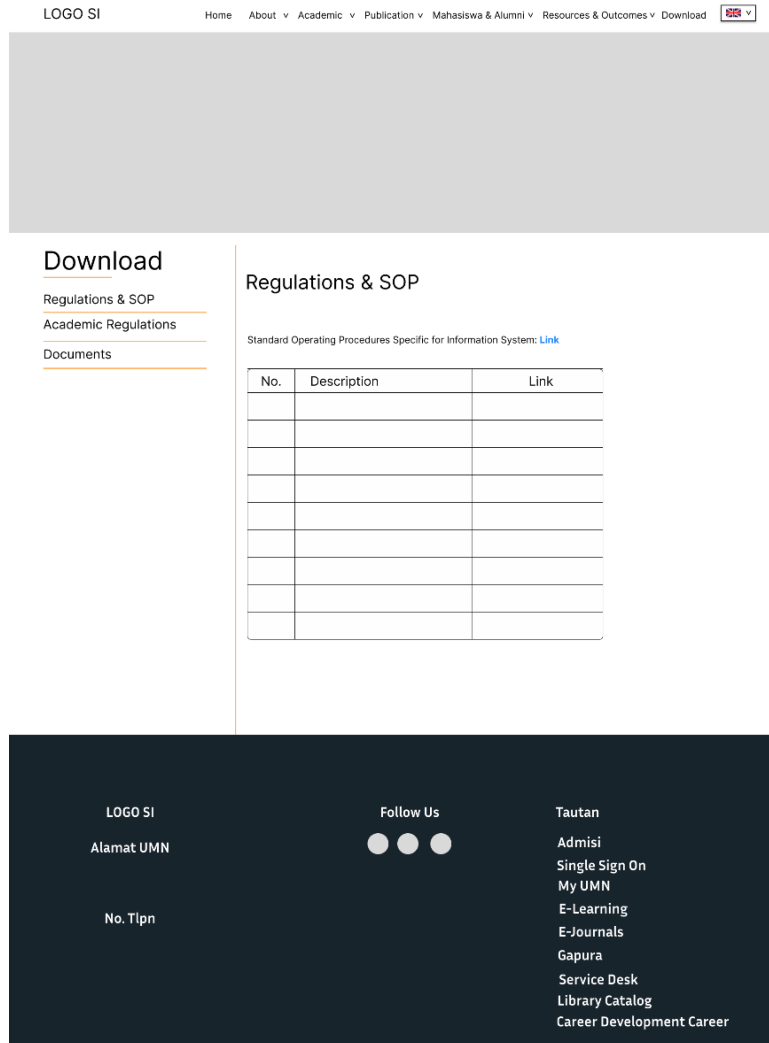 LOGO SI
Home About v Academic v Publication v Mahasiswa & Alumni v Resources & Outcomes v Download v
Download
Regulations & SOP
Academic Regulations
Documents
Regulations & SOP
Standard Operating Procedures Specific for Information System: Link
No. Description Link
LOGO SI
Alamat UMN
No. Tlpn
Follow Us
Tautan
Admisi
Single Sign On
My UMN
E-Learning
E-Journals
Gapura
Service Desk
Library Catalog
Career Development Career